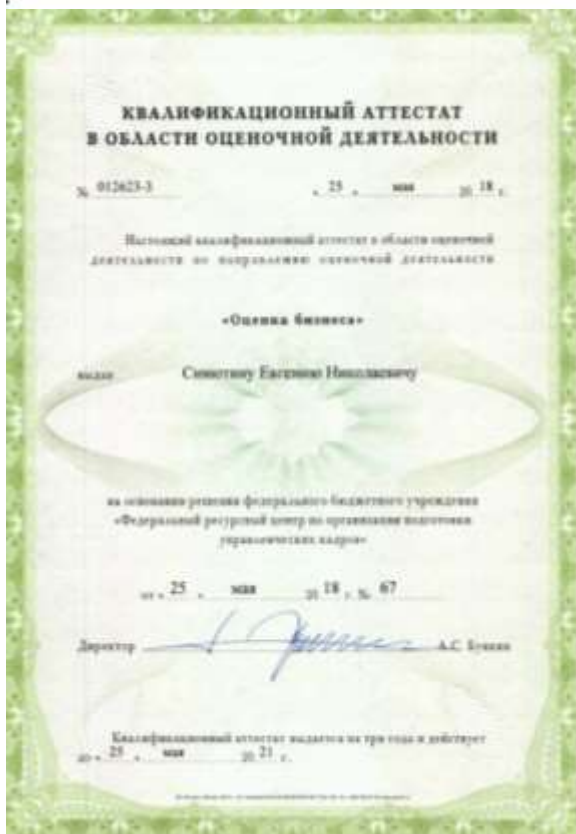 КВАЛИФИКАЦИОННЫЙ АТТЕСТАТ
В ОБЛАСТИ ОЦЕНОЧНОЙ ДЕЯТЕЛЬНОСТИ
№ 012623-3 « 25 » мая 20 18 г.
Настоящий квалификационный аттестат в области оценочной
деятельности по направлению оценочной деятельности
«Оценка бизнеса»
выдан Евгению Николаевичу
на основании решения федерального бюджетного учреждения
«Федеральный ресурсный центр по организации подготовки
управленческих кадров»
от « 25 » мая 20 18 г. № 67
Директор А.С.
Квалификационный аттестат выдается на три года и действует
до « 25 » мая 20 21 г.